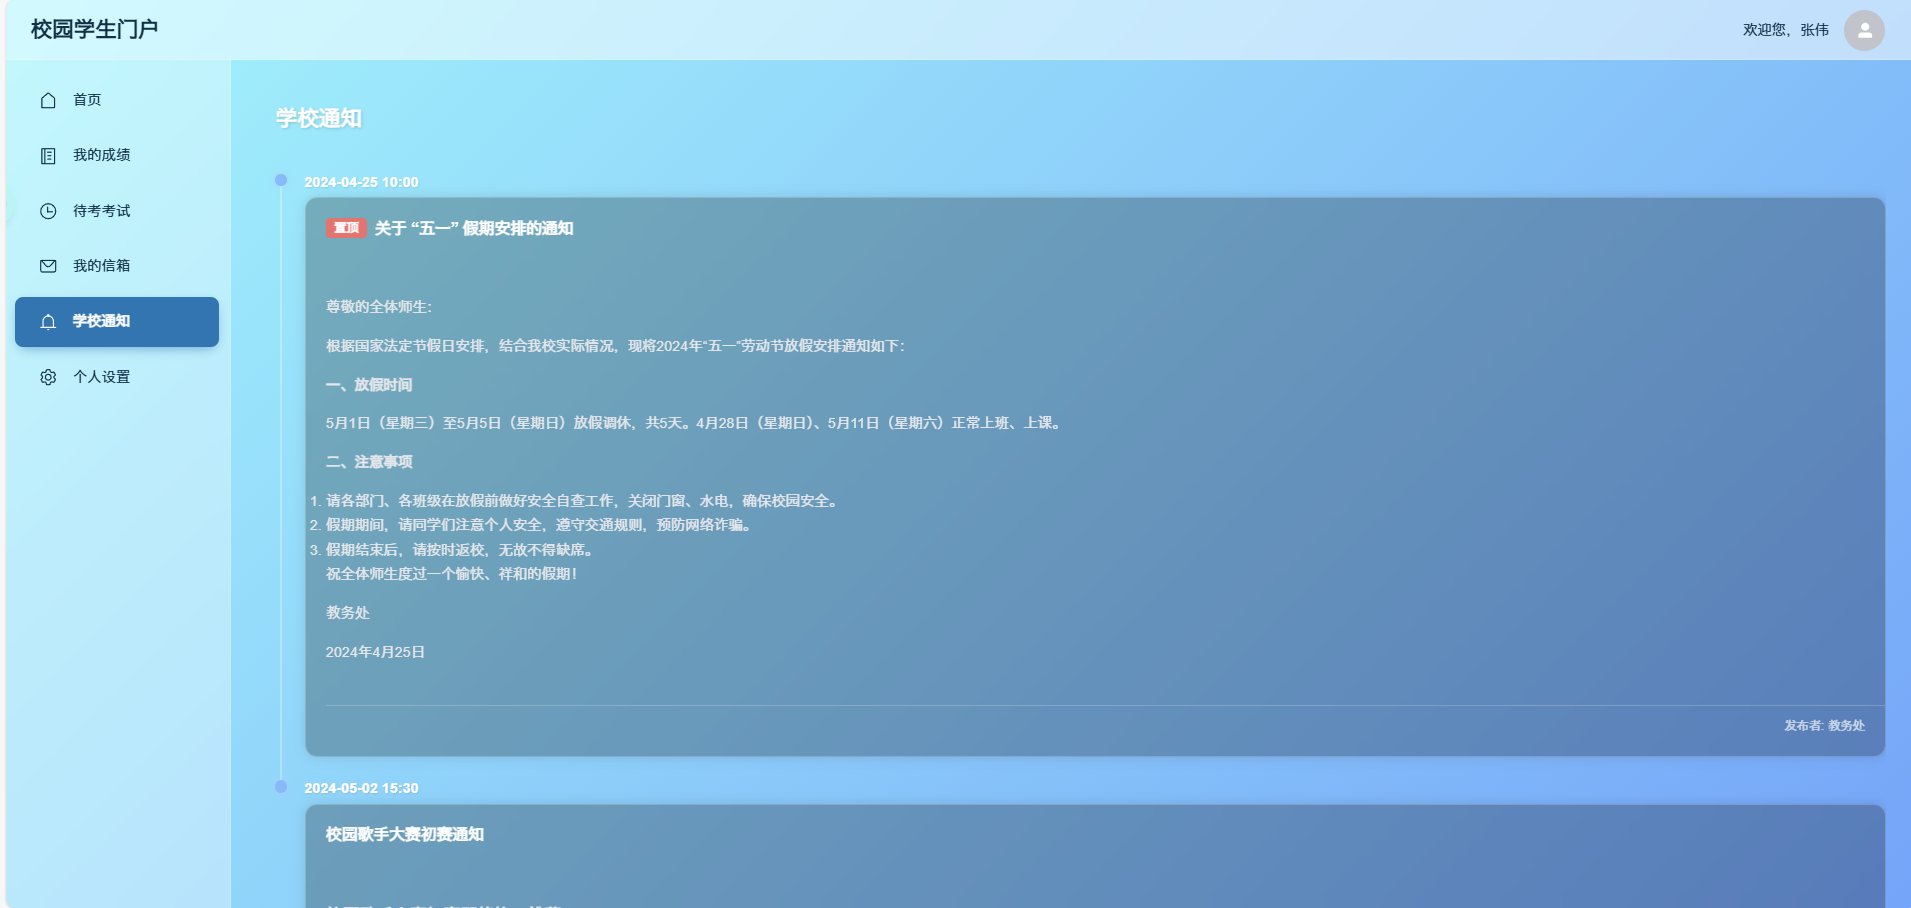 校园学生门户
欢迎您，张伟
首页
我的成绩
待考考试
我的信箱
学校通知
个人设置
学校通知
2024-04-25 10:00
置顶 关于 “五一” 假期安排的通知
尊敬的全体师生：
根据国家法定节假日安排，结合我校实际情况，现将2024年“五一”劳动节放假安排通知如下：
一、放假时间
5月1日（星期三）至5月5日（星期日）放假调休，共5天。4月28日（星期日）、5月11日（星期六）正常上班、上课。
二、注意事项
1. 请各部门、各班级在放假前做好安全自查工作，关闭门窗、水电，确保校园安全。
2. 假期期间，请同学们注意个人安全，遵守交通规则，预防网络诈骗。
3. 假期结束后，请按时返校，无故不得缺席。
祝全体师生度过一个愉快、祥和的假期！
教务处
2024年4月25日
发布者: 教务处
2024-05-02 15:30
校园歌手大赛初赛通知